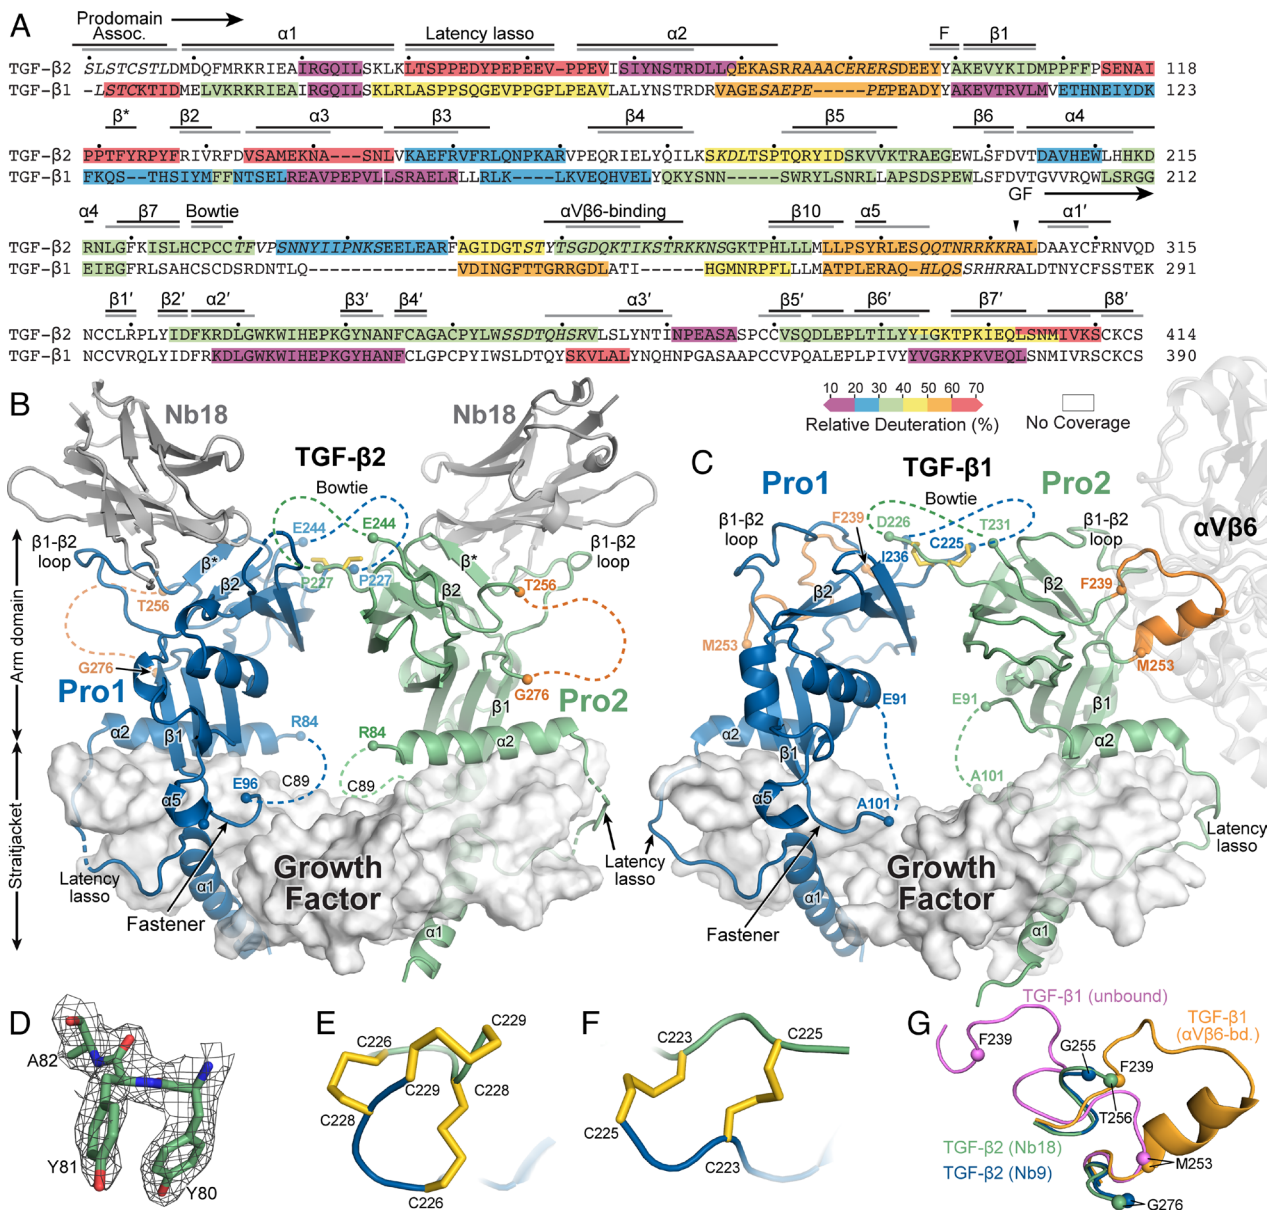 A
Prodomain
Assoc.
α1
Latency lasso
α2
F
β1
TGF-β2 SLSTCSTLDMDQFMRKRIEAIRGQILSKLKLTSPPEDYPEPEEV-PPEVISIYNSTRDLLQEKASRRAAACERERSDEEYYAKEVYKIDMPPFFPSENAI 118
TGF-β1 -LSTCKTIDMELVKRKRIEAIRGQILSKLRLASPPSQGEVPPGPLPEAVLALYNSTRDRVAGESAEPE-----PEPEADYYAKEVTRVLMVETHNEIYDK 123
β*
β2
α3
β3
β4
β5
β6
α4
TGF-β2 PPTFYRPYFRIVRFDVSAMEKNA---SNLVKAEFRVFRLQNPKARVPEQRIELYQILKSKDLTSPTQRYIDSKVVKTRAEGEWLSFDVTDAVHEWLHHKD 215
TGF-β1 FKQS--THSIYMFFNTSELREAVPEPVLLSRAELRLLRLK----LKVEQHVELYQKYSNN-----SWRYLSNRLLAPSDSPEWLSFDVTGVVRQWLSRGG 212
α4
β7
Bowtie
αVβ6-binding
β10
α5
GF
α1′
TGF-β2 RNLGFKISLHCPCCTFVPSNNYIIPNKSEELEARFAGIDGTSTYTSGDQKTIKSTRKKNSGKTPHLLLMLLPSYRLESQQTNRRKKRALDAAYCFRNVQD 315
TGF-β1 EIEGFRLSAHCSCDSRDNTLQ--------------VDINGFTTGRRGDLATI------HGMNRPFLLLMATPLERAQ-HLQSSRHRRALDTNYCFSSTEK 291
β1′
β2′
α2′
β3′
β4′
α3′
β5′
β6′
β7′
β8′
TGF-β2 NCCLRPLYIDFKRDLGWKWIHEPKGYNANFCAGACPYLWSSDTQHSRVLSLYNTINPEASASPCCVSQDLEPLTILYYIGKTPKIEQLSNMIVKSCKCS 414
TGF-β1 NCCVRQLYIDFRKDLGWKWIHEPKGYHANFCLGPCPYIWSLDTQYSKVLALYNQHNPGASAAPCCVPQALEPLPIVYYVGRKPKVEQLSNMIVRSCKCS 390
10 20 30 40 50 60 70
Relative Deuteration (%)
No Coverage
B
Nb18
Nb18
TGF-β2
Bowtie
E244
E244
β1-β2
loop
β1-β2
loop
β*
β*
β2
β2
P227
P227
T256
T256
G276
G276
Arm domain
Pro1
Pro2
β1
β1
R84
R84
α2
α2
C89
C89
E96
α5
Straitjacket
Latency
lasso
Latency
lasso
Growth
Factor
α1
α1
Fastener
C
TGF-β1
Pro1
Pro2
Bowtie
αVβ6
β1-β2
loop
β1-β2
loop
F239
D226
T231
C225
I236
β2
β2
F239
M253
M253
E91
E91
β1
β1
α2
α2
α5
A101
A101
Latency
lasso
Growth
Factor
Fastener
α1
α1
D
A82
Y81
Y80
E
C226
C229
C229
C228
C228
C226
F
C223
C225
C225
C223
G
TGF-β1 (unbound)
TGF-β1
(αVβ6-bd.)
F239
G255
F239
T256
TGF-β2 (Nb18)
TGF-β2 (Nb9)
M253
G276